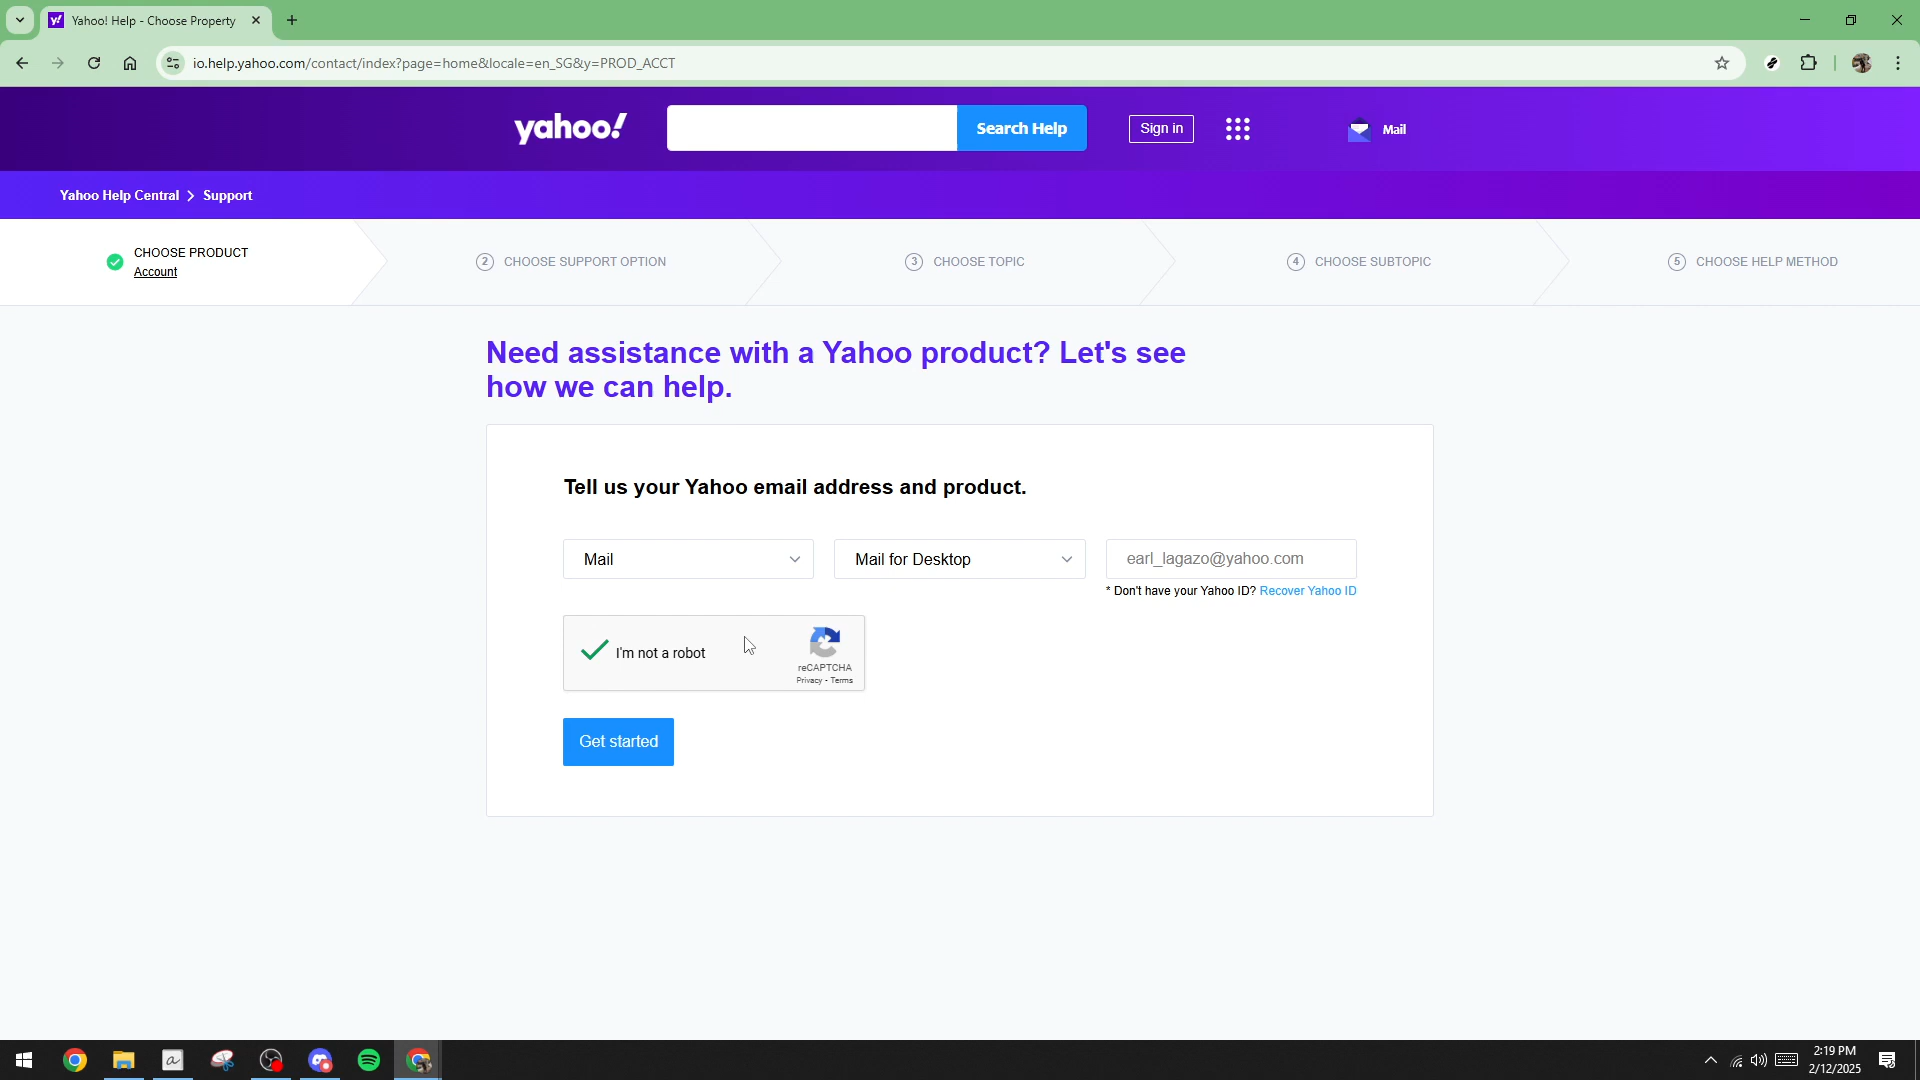 Yahoo! Help - Choose Property
io.help.yahoo.com/contact/index?page=home&locale=en_SG&y=PROD_ACCT
yahoo!
Search Help
Sign in
Mail
Yahoo Help Central > Support
CHOOSE PRODUCT
Account
2 CHOOSE SUPPORT OPTION
3 CHOOSE TOPIC
4 CHOOSE SUBTOPIC
5 CHOOSE HELP METHOD
Need assistance with a Yahoo product? Let's see
how we can help.
Tell us your Yahoo email address and product.
Mail
Mail for Desktop
earl_lagazo@yahoo.com
* Don't have your Yahoo ID? Recover Yahoo ID
I'm not a robot
reCAPTCHA
Privacy - Terms
Get started
2:19 PM
2/12/2025